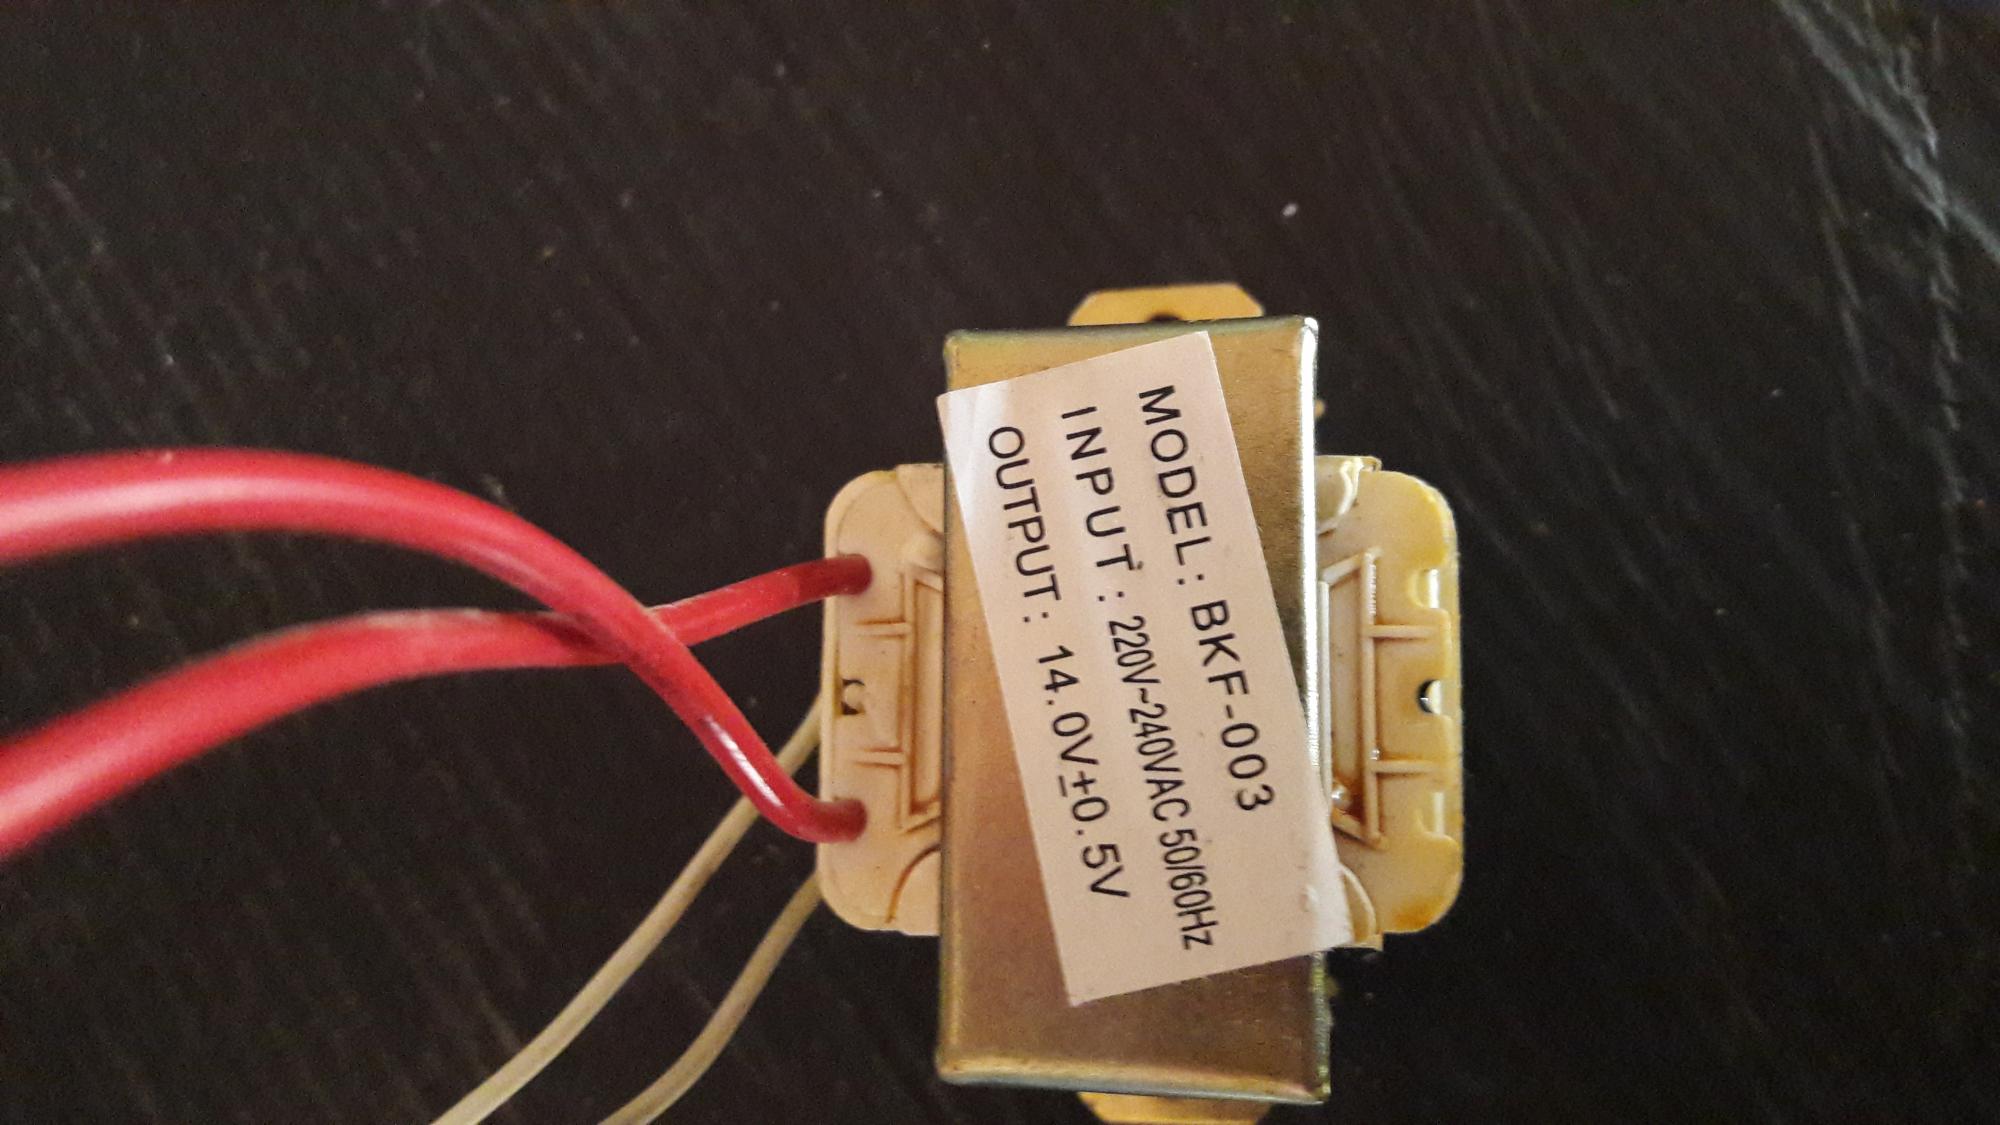 MODEL: BKF-003
INPUT: 220V~240VAC 50/60Hz
OUTPUT: 14.0V±0.5V